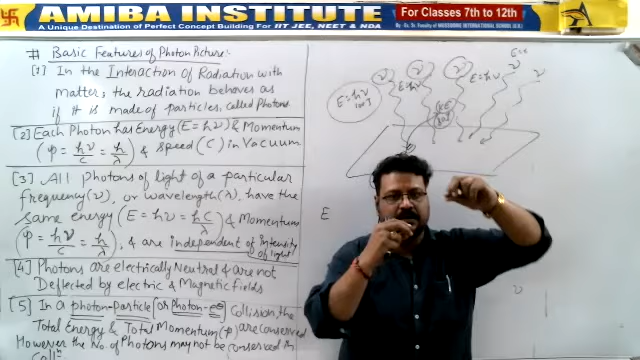 AMIBA INSTITUTE
A Unique Destination of Perfect Concept Building For IIT JEE, NEET & NDA
For Classes 7th to 12th
# Basic Features of Photon Picture:-
[1] In the Interaction of Radiation with
matter, the radiation behaves as
if it is made of particles, called Photons
[2] Each Photon has Energy (E = hν) & Momentum
(p = hν/c = h/λ) & speed (C) in Vacuum
[3] All photons of light of a particular
frequency(ν), or wavelength(λ), have the
same energy (E = hν = hc/λ) & Momentum
(p = hν/c = h/λ), & are independent of Intensity
of light
[4] Photons are electrically Neutral & are not
Deflected by electric & Magnetic fields
[5] In a photon-particle [or Photon-e⊖] Collision, the
Total Energy & Total Momentum(p) are conserved
However the No. of Photons may not be conserved in
ν ν ν ν ν
E=hν
E=hν
E=hν
E
ν